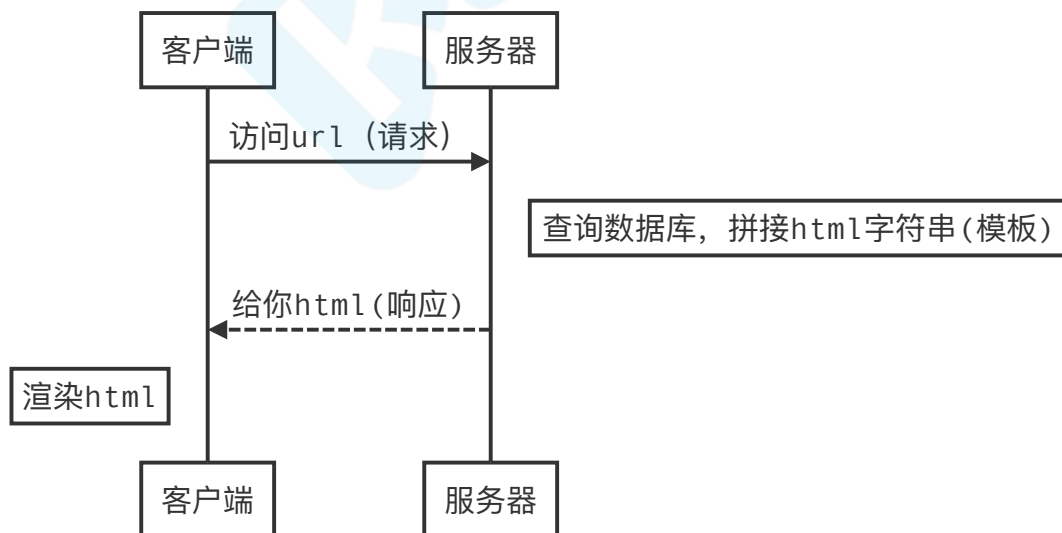 客户端
服务器
访问url（请求）
查询数据库，拼接html字符串(模板)
给你html(响应)
渲染html
客户端
服务器